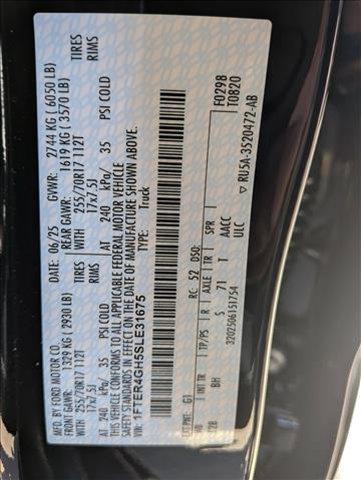 MFD. BY FORD MOTOR CO.
DATE: 06/25 GVWR: 2744 KG ( 6050 LB)
FRONT GAWR: 1329 KG ( 2930 LB) REAR GAWR: 1619 KG ( 3570 LB)
WITH 255/70R17 112T TIRES WITH 255/70R17 112T TIRES
17x7.5J RIMS 17x7.5J RIMS
AT 240 kPa/ 35 PSI COLD AT 240 kPa/ 35 PSI COLD
THIS VEHICLE CONFORMS TO ALL APPLICABLE FEDERAL MOTOR VEHICLE
SAFETY STANDARDS IN EFFECT ON THE DATE OF MANUFACTURE SHOWN ABOVE.
VIN: 1FTER4GH5SLE31675
TYPE: Truck
F0298
T0820
EXT PNT: G1 RC: 52 DSO:
INT TR TP/PS R AXLE TR SPR
BH 5 71 T AACC
ULC
3202506151754
RU5A-3520472-AB